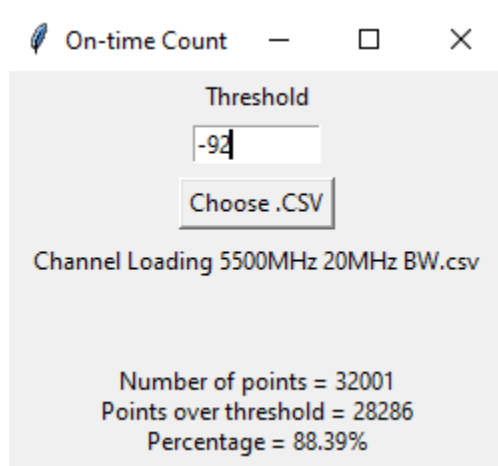 On-time Count
Threshold
-92
Choose .CSV
Channel Loading 5500MHz 20MHz BW.csv
Number of points = 32001
Points over threshold = 28286
Percentage = 88.39%